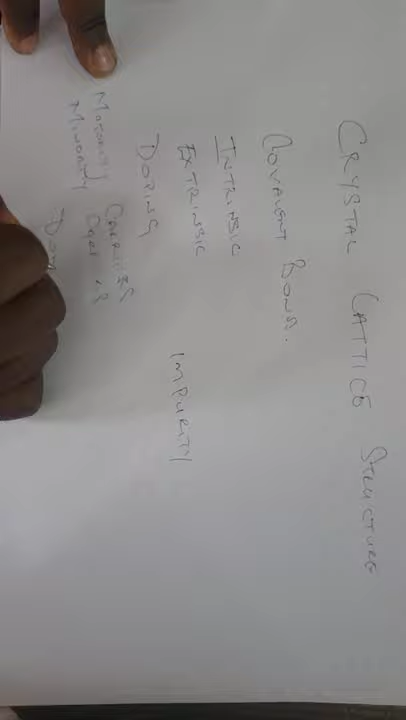 CRYSTAL LATTICE STRUCTURE
COVALENT BOND.
INTRINSIC
EXTRINSIC IMPURITY
DOPING
MAJORITY CARRIERS
MINORITY